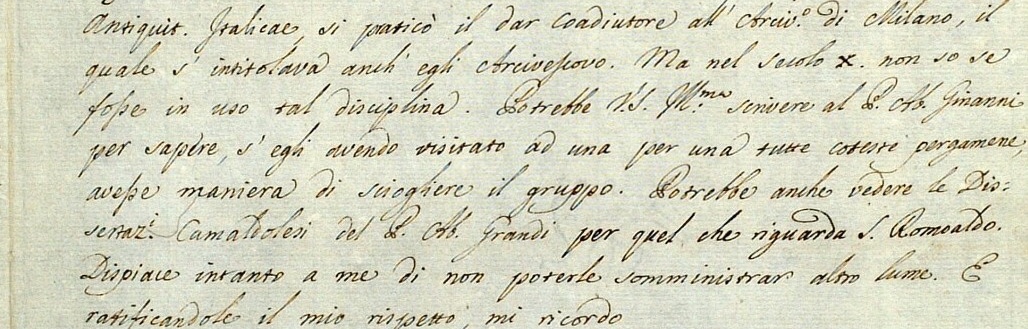 Antiquit. Italicae, si praticò il dar Coadiutore all' Arciv.o di Milano, il
quale s' intitolava anch' egli Arcivescovo. Ma nel secolo X. non so se
fosse in uso tal disciplina. Potrebbe V.S. Ill.ma scrivere al P. Ab. Ginanni
per sapere, s' egli avendo visitato ad una per una tutte coteste pergamene,
avesse maniera di sciogliere il gruppo. Potrebbe anche vedere le Dis=
sertaz.i Camaldolesi del P. Ab. Grandi per quel che riguarda S. Romoaldo.
Dispiace intanto a me di non poterle somministrar altro lume. E
ratificandole il mio rispetto, mi ricordo